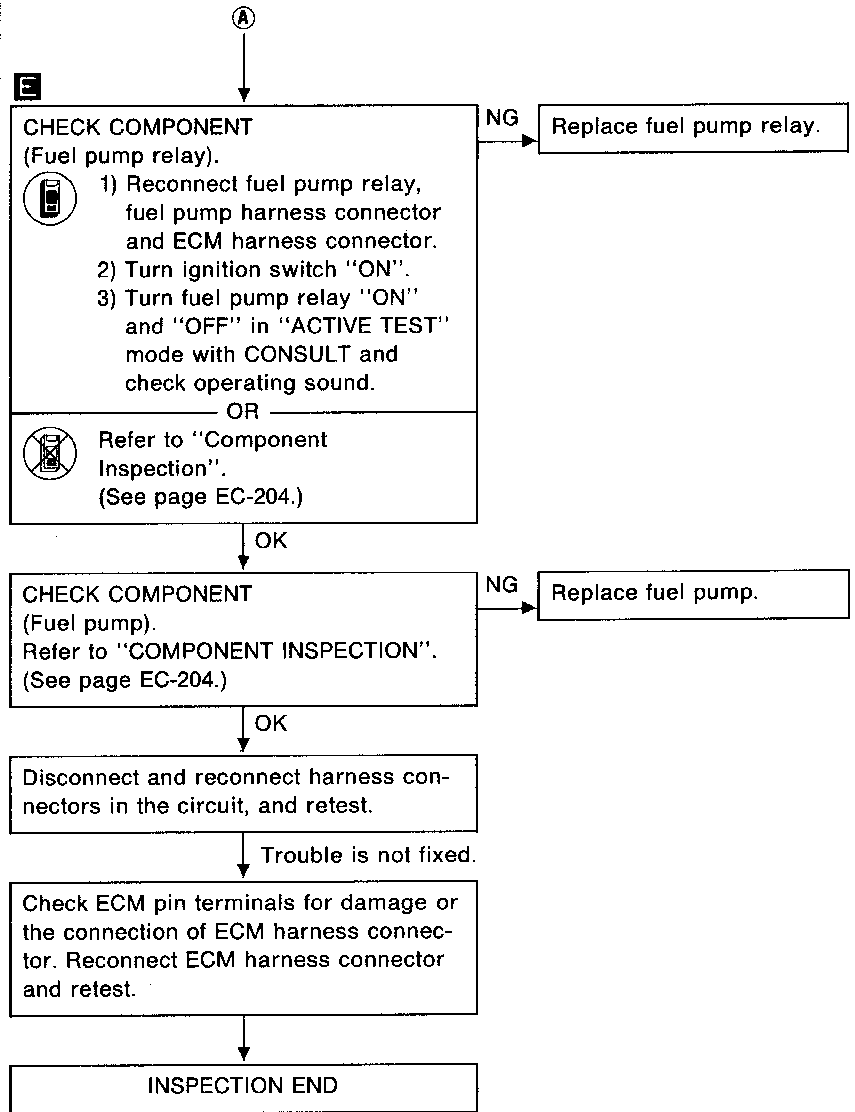 A
E
CHECK COMPONENT
(Fuel pump relay).
1) Reconnect fuel pump relay,
fuel pump harness connector
and ECM harness connector.
2) Turn ignition switch "ON".
3) Turn fuel pump relay "ON"
and "OFF" in "ACTIVE TEST"
mode with CONSULT and
check operating sound.
OR
Refer to "Component
Inspection".
(See page EC-204.)
NG
Replace fuel pump relay.
OK
CHECK COMPONENT
(Fuel pump).
Refer to "COMPONENT INSPECTION".
(See page EC-204.)
NG
Replace fuel pump.
OK
Disconnect and reconnect harness con-
nectors in the circuit, and retest.
Trouble is not fixed.
Check ECM pin terminals for damage or
the connection of ECM harness connec-
tor. Reconnect ECM harness connector
and retest.
INSPECTION END